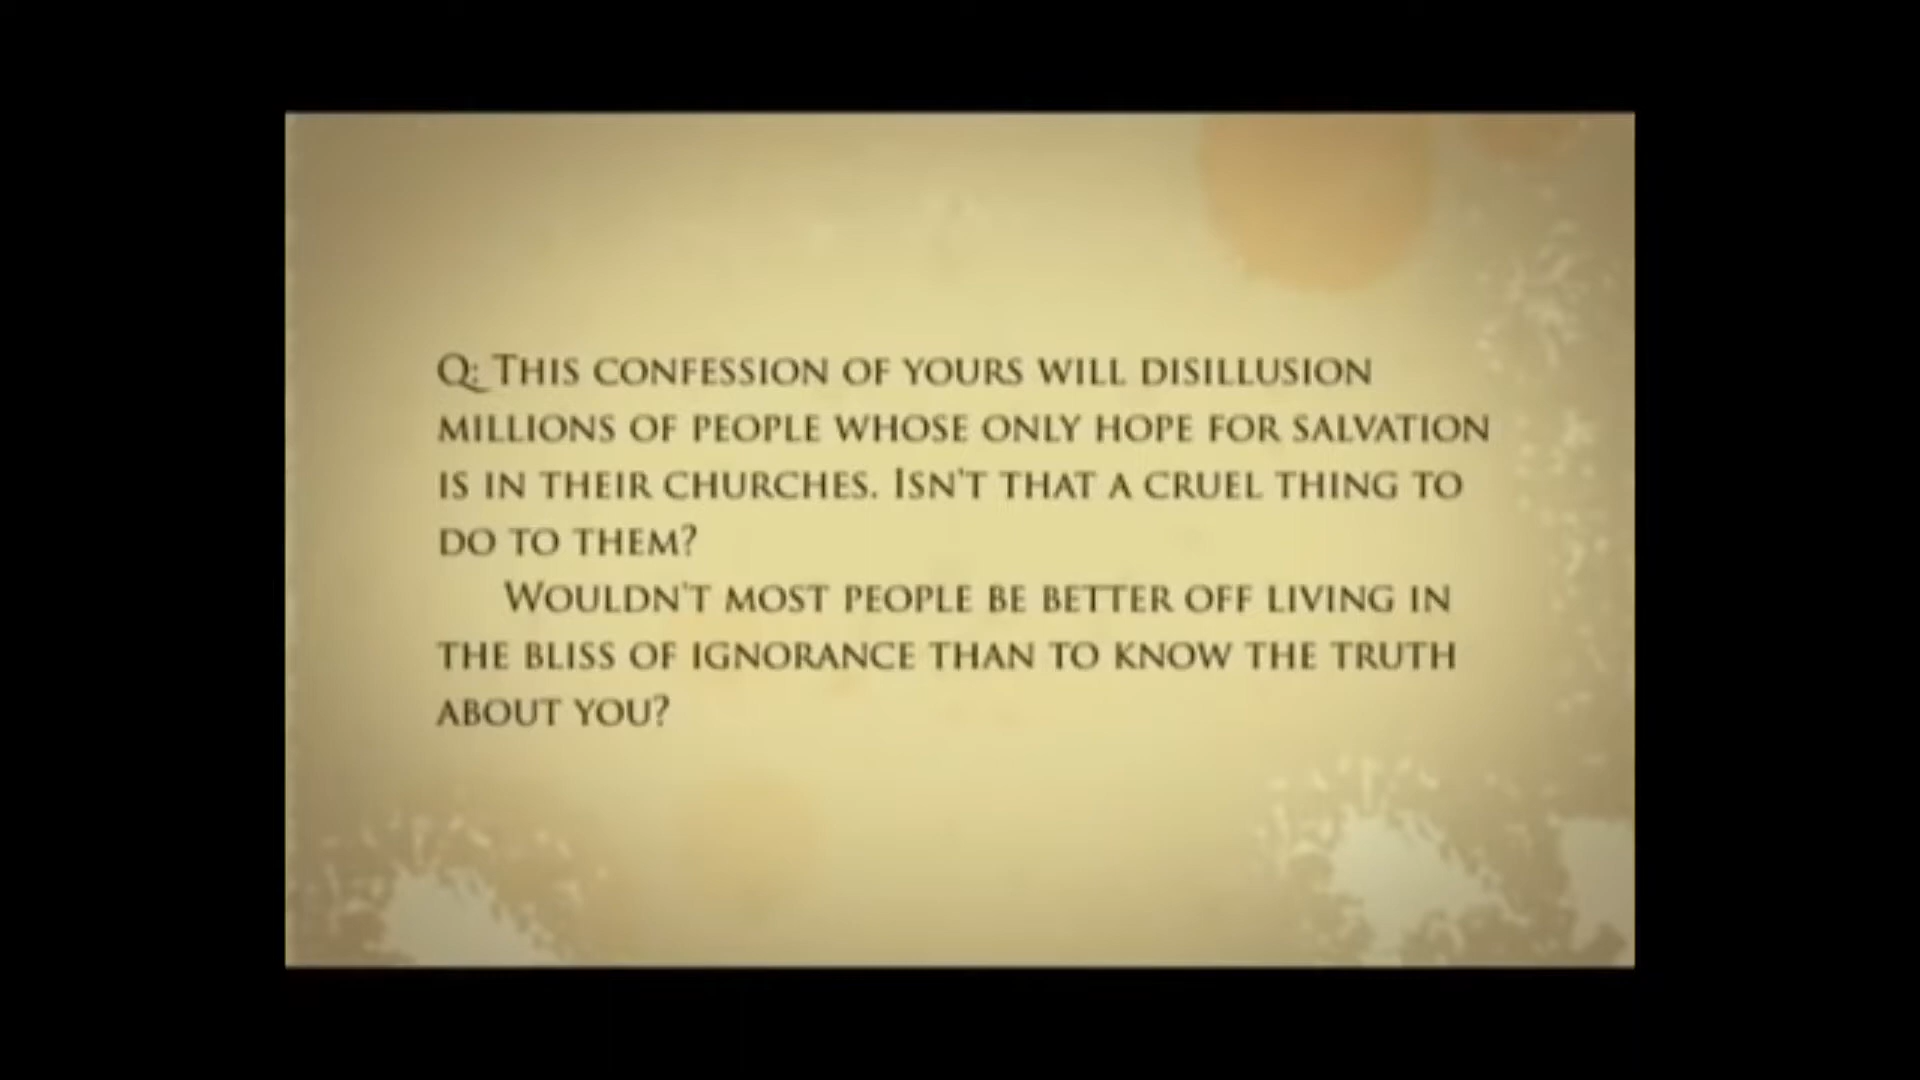 Q: This confession of yours will disillusion
millions of people whose only hope for salvation
is in their churches. Isn't that a cruel thing to
do to them?
Wouldn't most people be better off living in
the bliss of ignorance than to know the truth
about you?